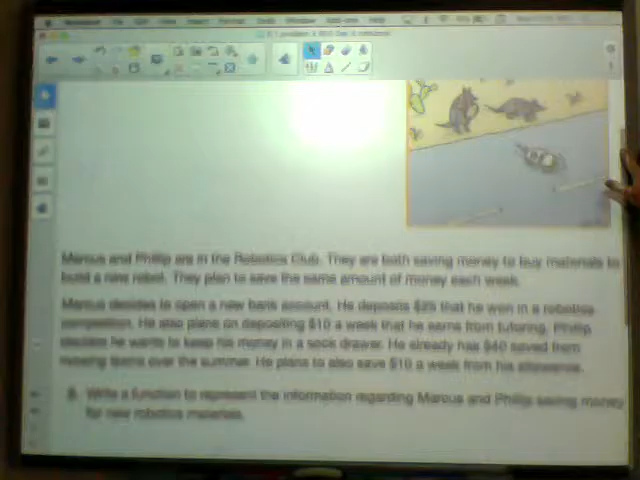 Marcus and Phillip are in the Robotics Club. They are both saving money to buy materials to
build a new robot. They plan to save the same amount of money each week.
Marcus decides to open a new bank account. He deposits $25 that he won in a robotics
competition. He also plans on depositing $10 a week that he earns from tutoring. Phillip
decides he wants to keep his money in a sock drawer. He already has $40 saved from
mowing lawns over the summer. He plans to also save $10 a week from his allowance.
Write a function to represent the information regarding Marcus and Phillip saving money
for new robotics materials.